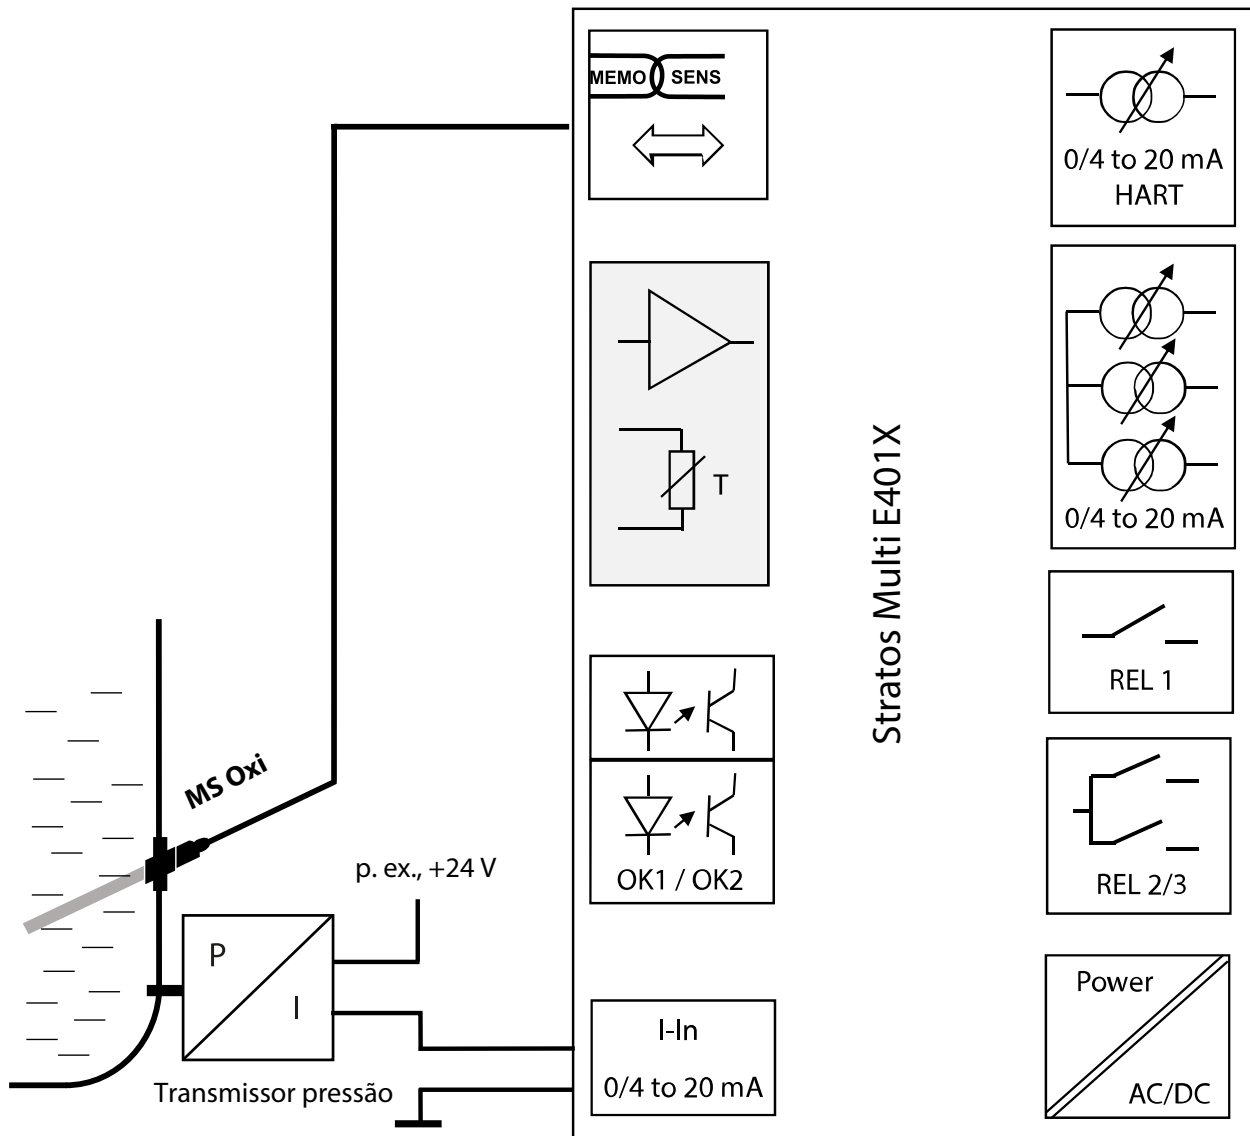 MEMO SENS
0/4 to 20 mA
HART
0/4 to 20 mA
T
Stratos Multi E401X
REL 1
MS Oxi
OK1 / OK2
REL 2/3
p. ex., +24 V
P
I
Transmissor pressão
I-In
0/4 to 20 mA
Power
AC/DC